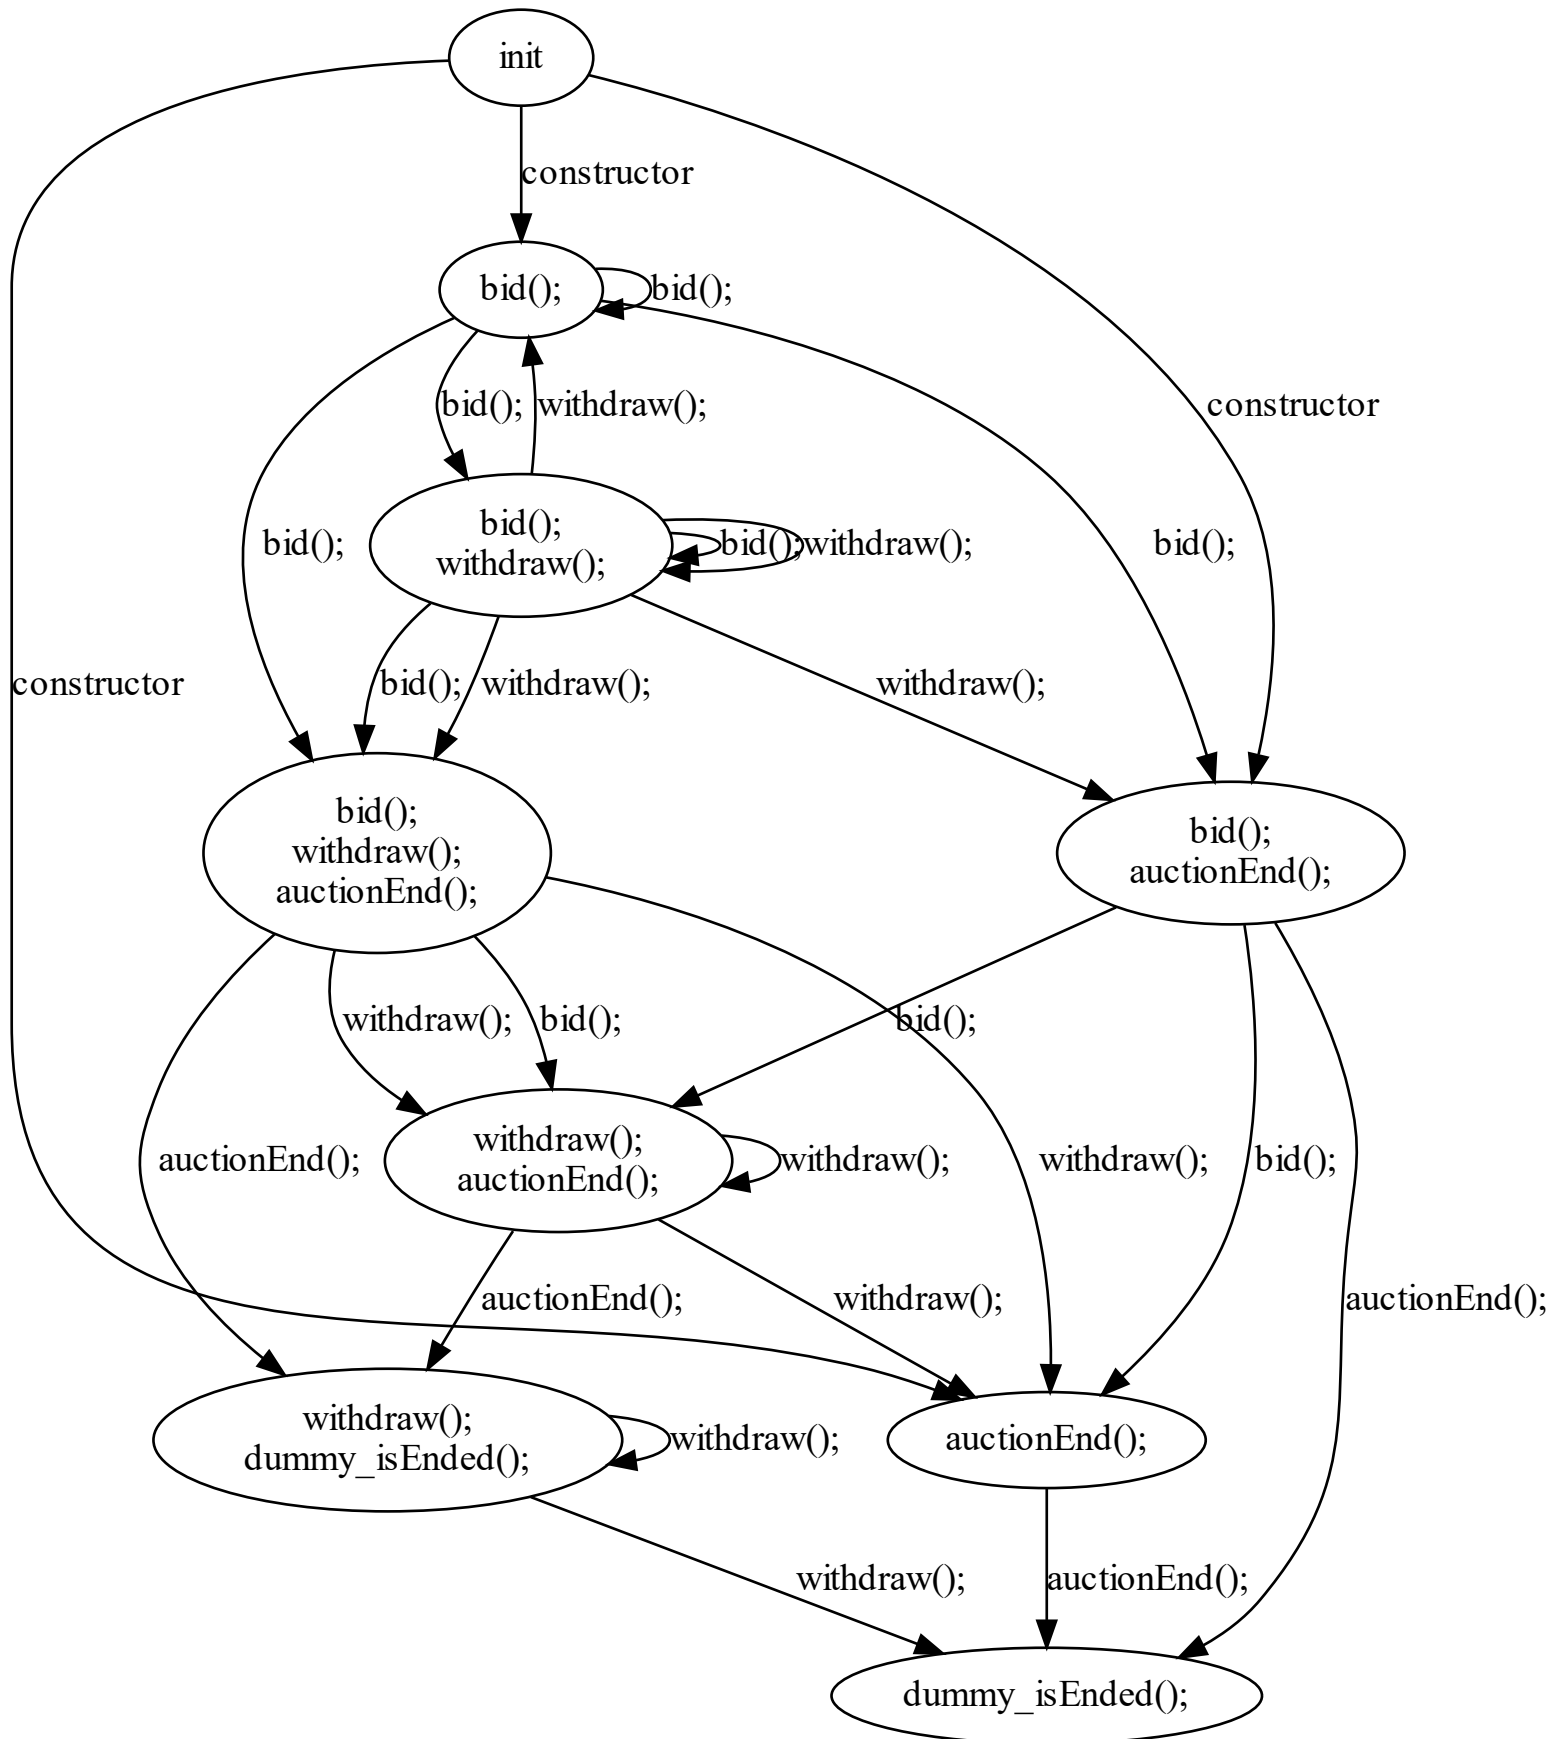 init
constructor
bid();
bid();
bid();
withdraw();
constructor
bid();
withdraw();
bid();
withdraw();
bid();
bid();
constructor
bid();
withdraw();
withdraw();
bid();
withdraw();
auctionEnd();
bid();
auctionEnd();
withdraw();
bid();
bid();
auctionEnd();
withdraw();
auctionEnd();
withdraw();
withdraw();
bid();
auctionEnd();
withdraw();
auctionEnd();
withdraw();
dummy_isEnded();
withdraw();
auctionEnd();
withdraw();
auctionEnd();
dummy_isEnded();